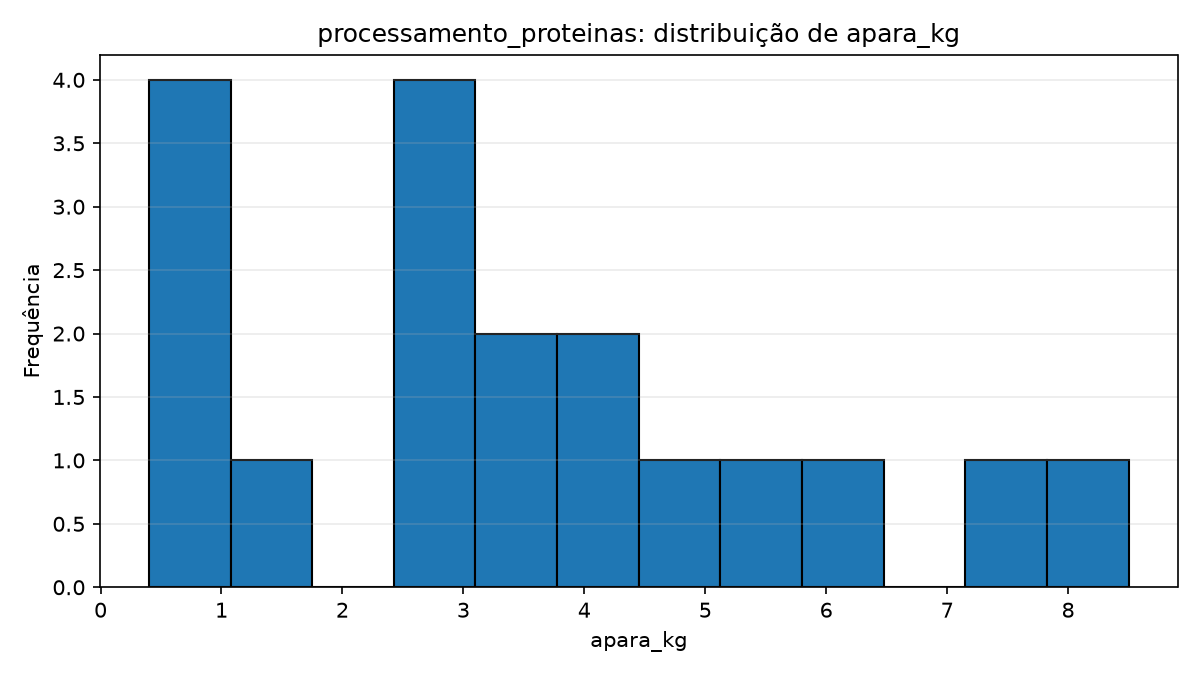 processamento_proteinas: distribuição de apara_kg
4.0
3.5
3.0
2.5
2.0
1.5
1.0
0.5
0.0
Frequência
0 1 2 3 4 5 6 7 8
apara_kg